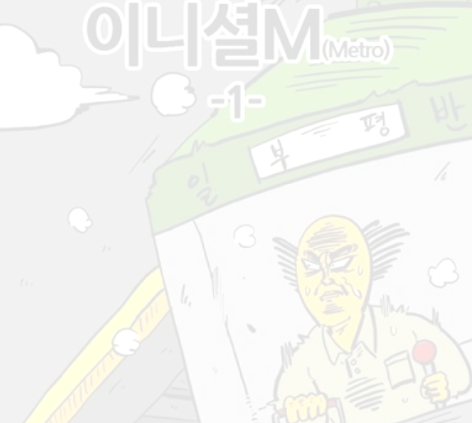 이니셜M(Metro)
-1-
일 부 평 반